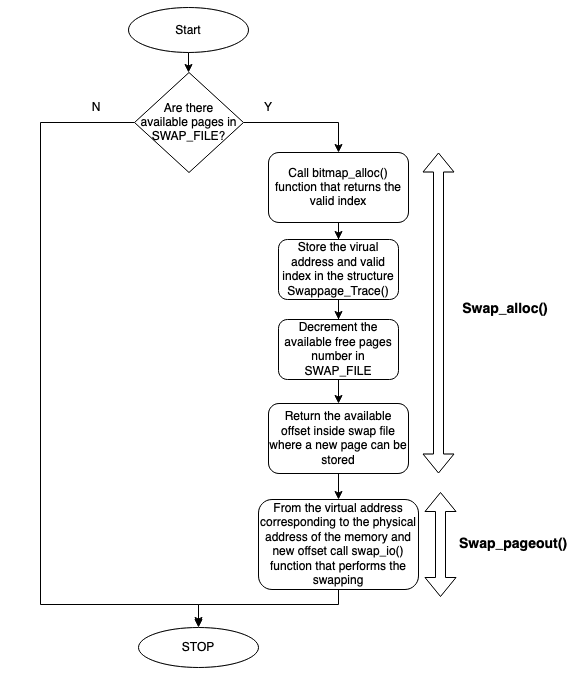 Start
N
Y
Are there
available pages in
SWAP_FILE?
Call bitmap_alloc()
function that returns the
valid index
Store the virual
address and valid
index in the structure
Swappage_Trace()
Swap_alloc()
Decrement the
available free pages
number in
SWAP_FILE
Return the available
offset inside swap file
where a new page can be
stored
From the virtual address
corresponding to the physical
address of the memory and
new offset call swap_io()
function that performs the
swapping
Swap_pageout()
STOP